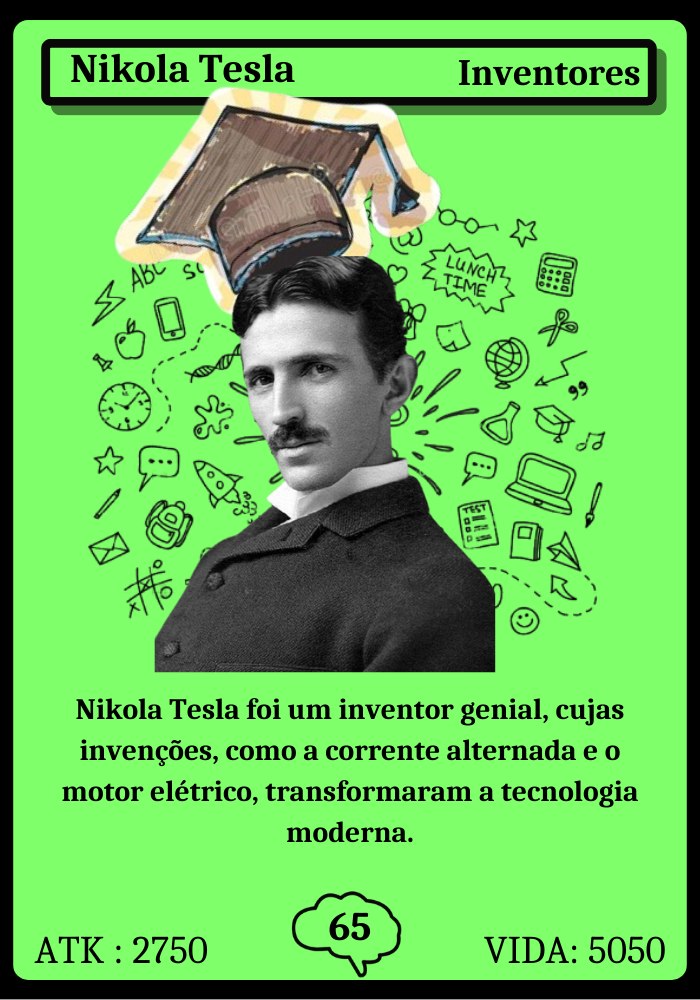 Nikola Tesla
Inventores
ABC
LUNCH
TIME
TEST
Nikola Tesla foi um inventor genial, cujas
invenções, como a corrente alternada e o
motor elétrico, transformaram a tecnologia
moderna.
65
ATK : 2750
VIDA: 5050